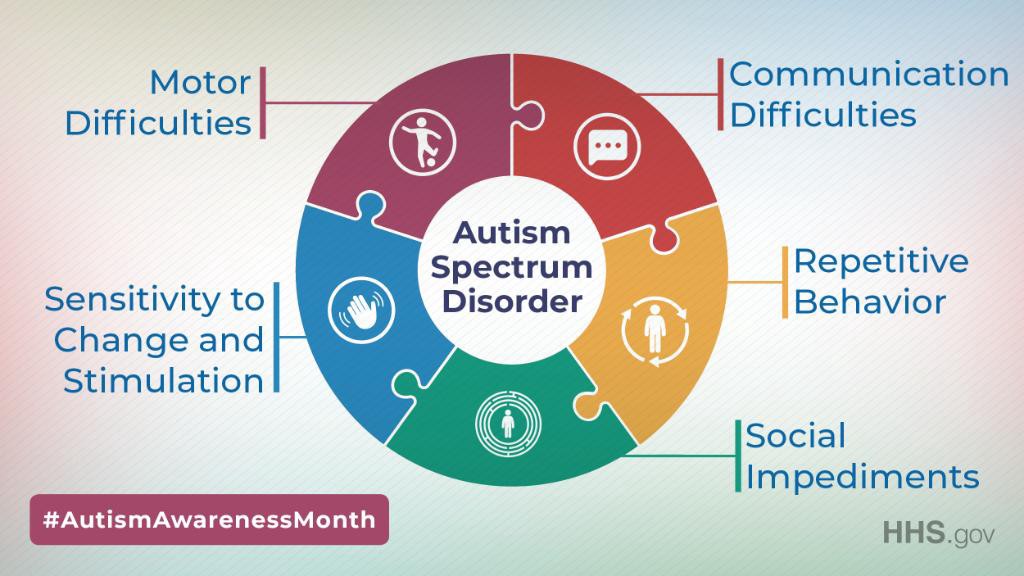 Motor
Difficulties
Communication
Difficulties
Autism
Spectrum
Disorder
Repetitive
Behavior
Sensitivity to
Change and
Stimulation
Social
Impediments
#AutismAwarenessMonth
HHS.gov